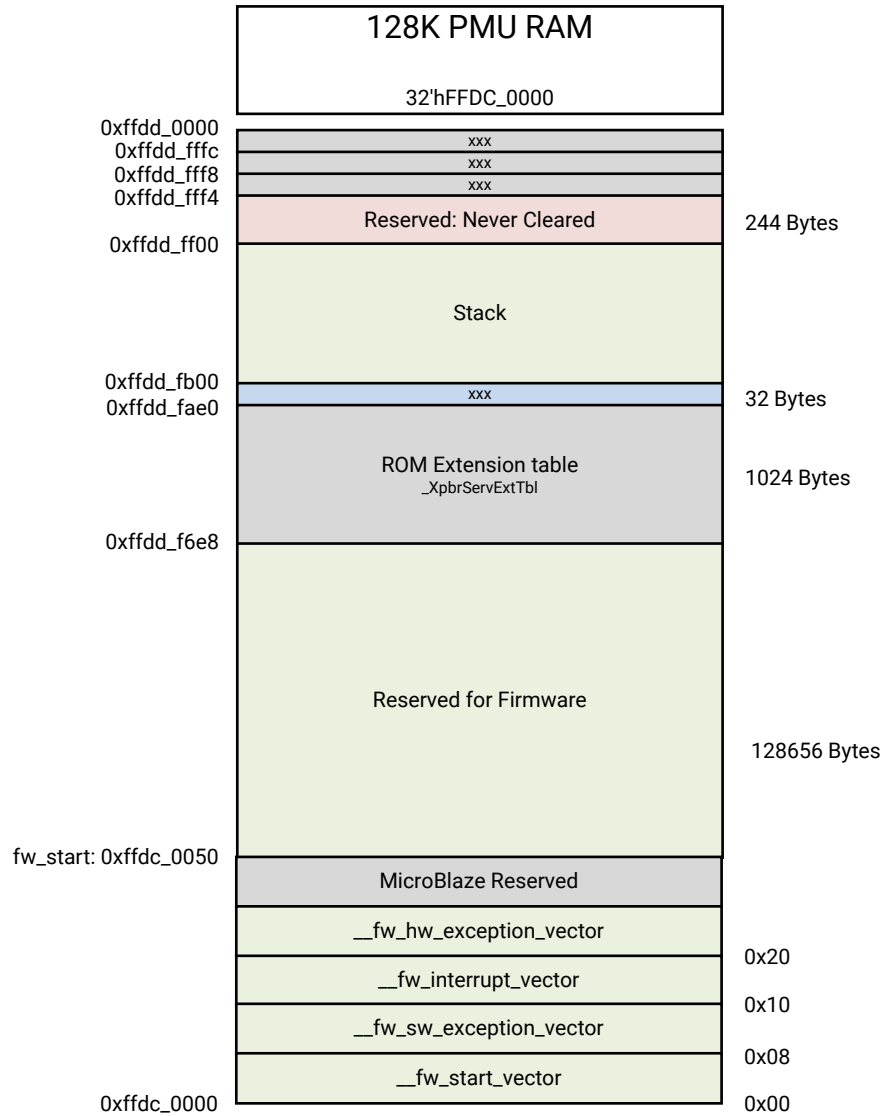 128K PMU RAM
32'hFFDC_0000
0xffdd_0000
xxx
0xffdd_fffc
xxx
0xffdd_fff8
xxx
0xffdd_fff4
Reserved: Never Cleared
244 Bytes
0xffdd_ff00
Stack
0xffdd_fb00
xxx
32 Bytes
0xffdd_fae0
ROM Extension table
_XpbrServExtTbl
1024 Bytes
0xffdd_f6e8
Reserved for Firmware
128656 Bytes
fw_start: 0xffdc_0050
MicroBlaze Reserved
__fw_hw_exception_vector
0x20
__fw_interrupt_vector
0x10
__fw_sw_exception_vector
0x08
__fw_start_vector
0xffdc_0000
0x00